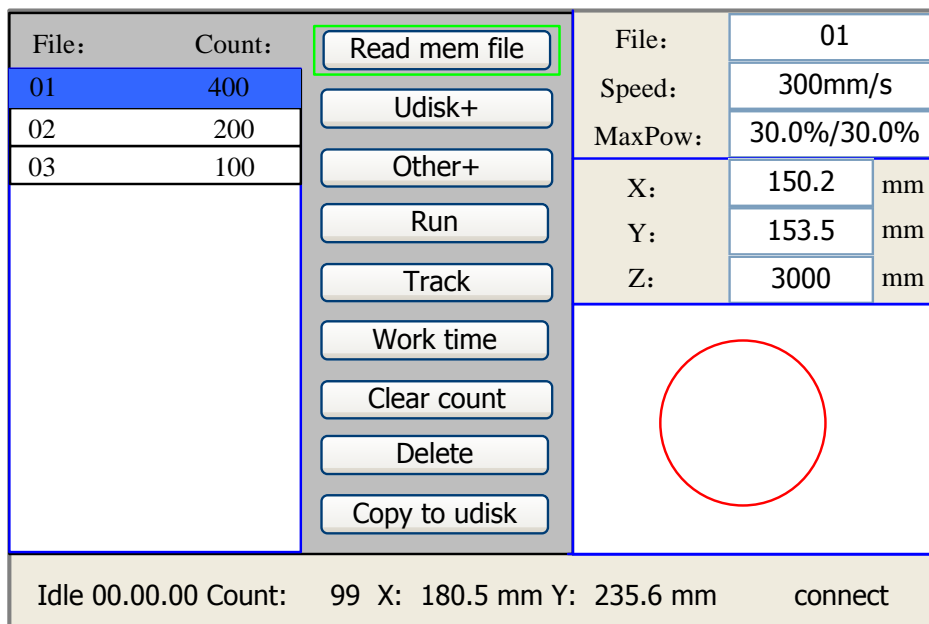 File： Count：
01 400
02 200
03 100
Read mem file
Udisk+
Other+
Run
Track
Work time
Clear count
Delete
Copy to udisk
File： 01
Speed： 300mm/s
MaxPow： 30.0%/30.0%
X： 150.2 mm
Y： 153.5 mm
Z： 3000 mm
Idle 00.00.00 Count: 99 X: 180.5 mm Y: 235.6 mm connect